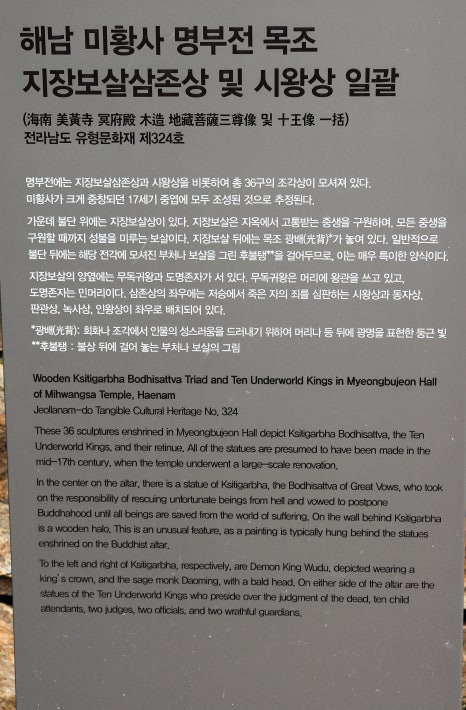 해남 미황사 명부전 목조
지장보살삼존상 및 시왕상 일괄
(海南 美黃寺 冥府殿 木造 地藏菩薩三尊像 및 十王像 一括)
전라남도 유형문화재 제324호
명부전에는 지장보살삼존상과 시왕상을 비롯하여 총 36구의 조각상이 모셔져 있다.
미황사가 크게 중창되던 17세기 중엽에 모두 조성된 것으로 추정된다.
가운데 불단 위에는 지장보살상이 있다. 지장보살은 지옥에서 고통받는 중생을 구원하며, 모든 중생을
구원할 때까지 성불을 미루는 보살이다. 지장보살 뒤에는 목조 광배(光背)*가 놓여 있다. 일반적으로
불단 뒤에는 해당 전각에 모셔진 부처나 보살을 그린 후불탱**을 걸어두므로, 이는 매우 특이한 양식이다.
지장보살의 양옆에는 무독귀왕과 도명존자가 서 있다. 무독귀왕은 머리에 왕관을 쓰고 있고,
도명존자는 민머리이다. 삼존상의 좌우에는 저승에서 죽은 자의 죄를 심판하는 시왕상과 동자상,
판관상, 녹사상, 인왕상이 좌우로 배치되어 있다.
*광배(光背): 회화나 조각에서 인물의 성스러움을 드러내기 위하여 머리나 등 뒤에 광명을 표현한 둥근 빛
**후불탱 : 불상 뒤에 걸어 놓는 부처나 보살의 그림
Wooden Ksitigarbha Bodhisattva Triad and Ten Underworld Kings in Myeongbujeon Hall
of Mihwangsa Temple, Haenam
Jeollanam-do Tangible Cultural Heritage No. 324
These 36 sculptures enshrined in Myeongbujeon Hall depict Ksitigarbha Bodhisattva, the Ten
Underworld Kings, and their retinue. All of the statues are presumed to have been made in the
mid-17th century, when the temple underwent a large-scale renovation.
In the center on the altar, there is a statue of Ksitigarbha, the Bodhisattva of Great Vows, who took
on the responsibility of rescuing unfortunate beings from hell and vowed to postpone
Buddhahood until all beings are saved from the world of suffering. On the wall behind Ksitigarbha
is a wooden halo. This is an unusual feature, as a painting is typically hung behind the statues
enshrined on the Buddhist altar.
To the left and right of Ksitigarbha, respectively, are Demon King Wudu, depicted wearing a
king's crown, and the sage monk Daoming, with a bald head. On either side of the altar are the
statues of the Ten Underworld Kings who preside over the judgment of the dead, ten child
attendants, two judges, two officials, and two wrathful guardians.